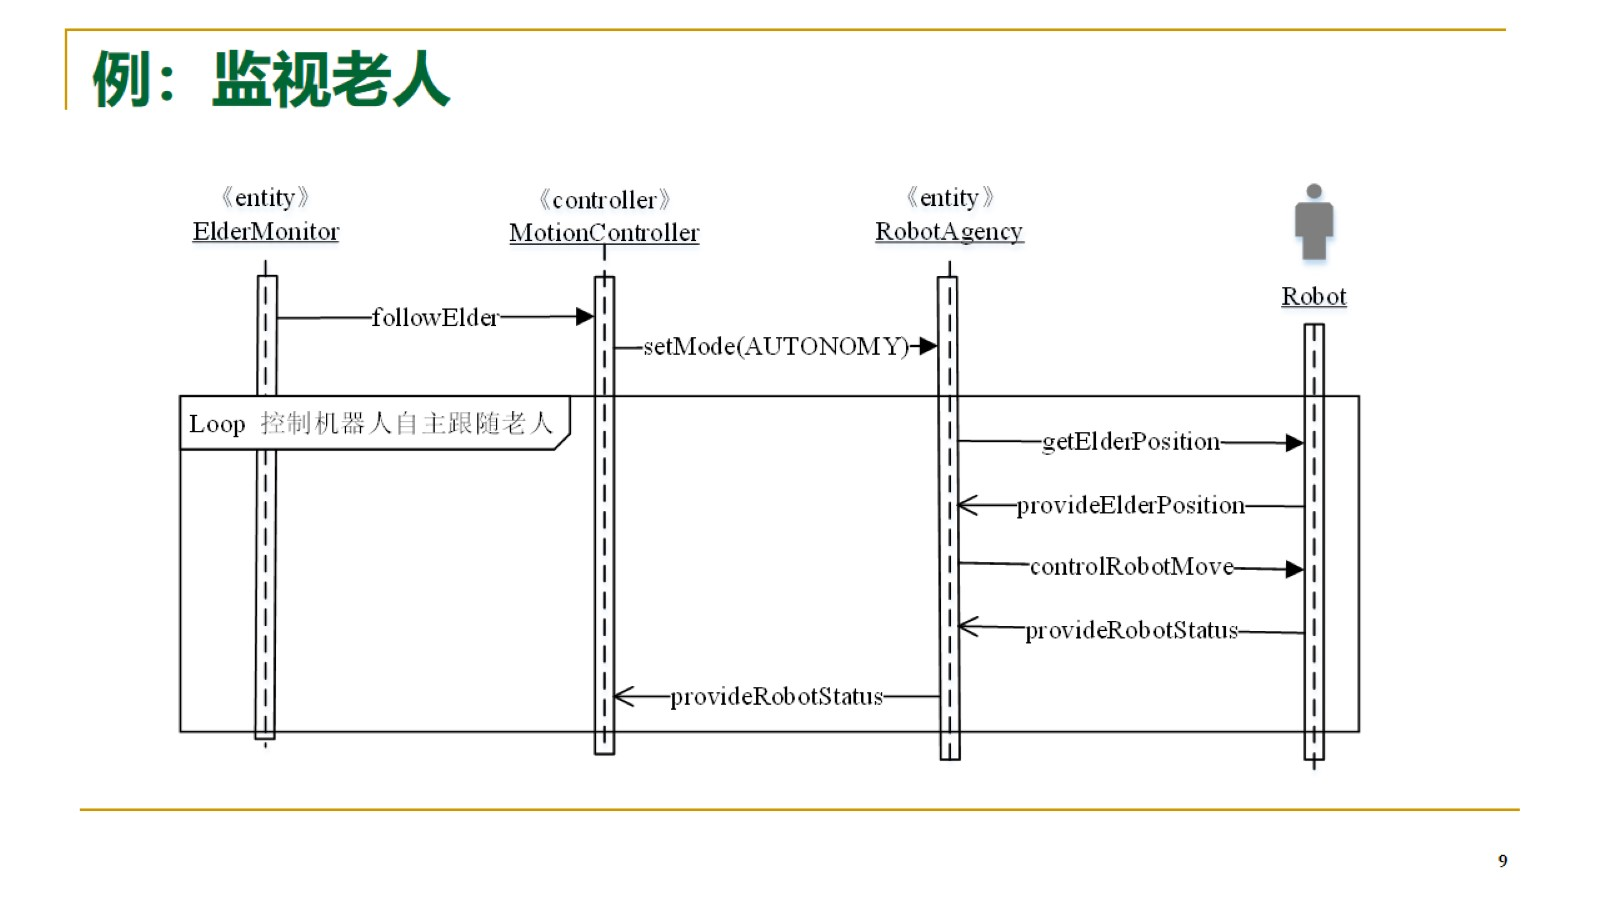 例：监视老人
《entity》
ElderMonitor
《controller》
MotionController
《entity》
RobotAgency
Robot
followElder
setMode(AUTONOMY)
Loop 控制机器人自主跟随老人
getElderPosition
provideElderPosition
controlRobotMove
provideRobotStatus
provideRobotStatus
9